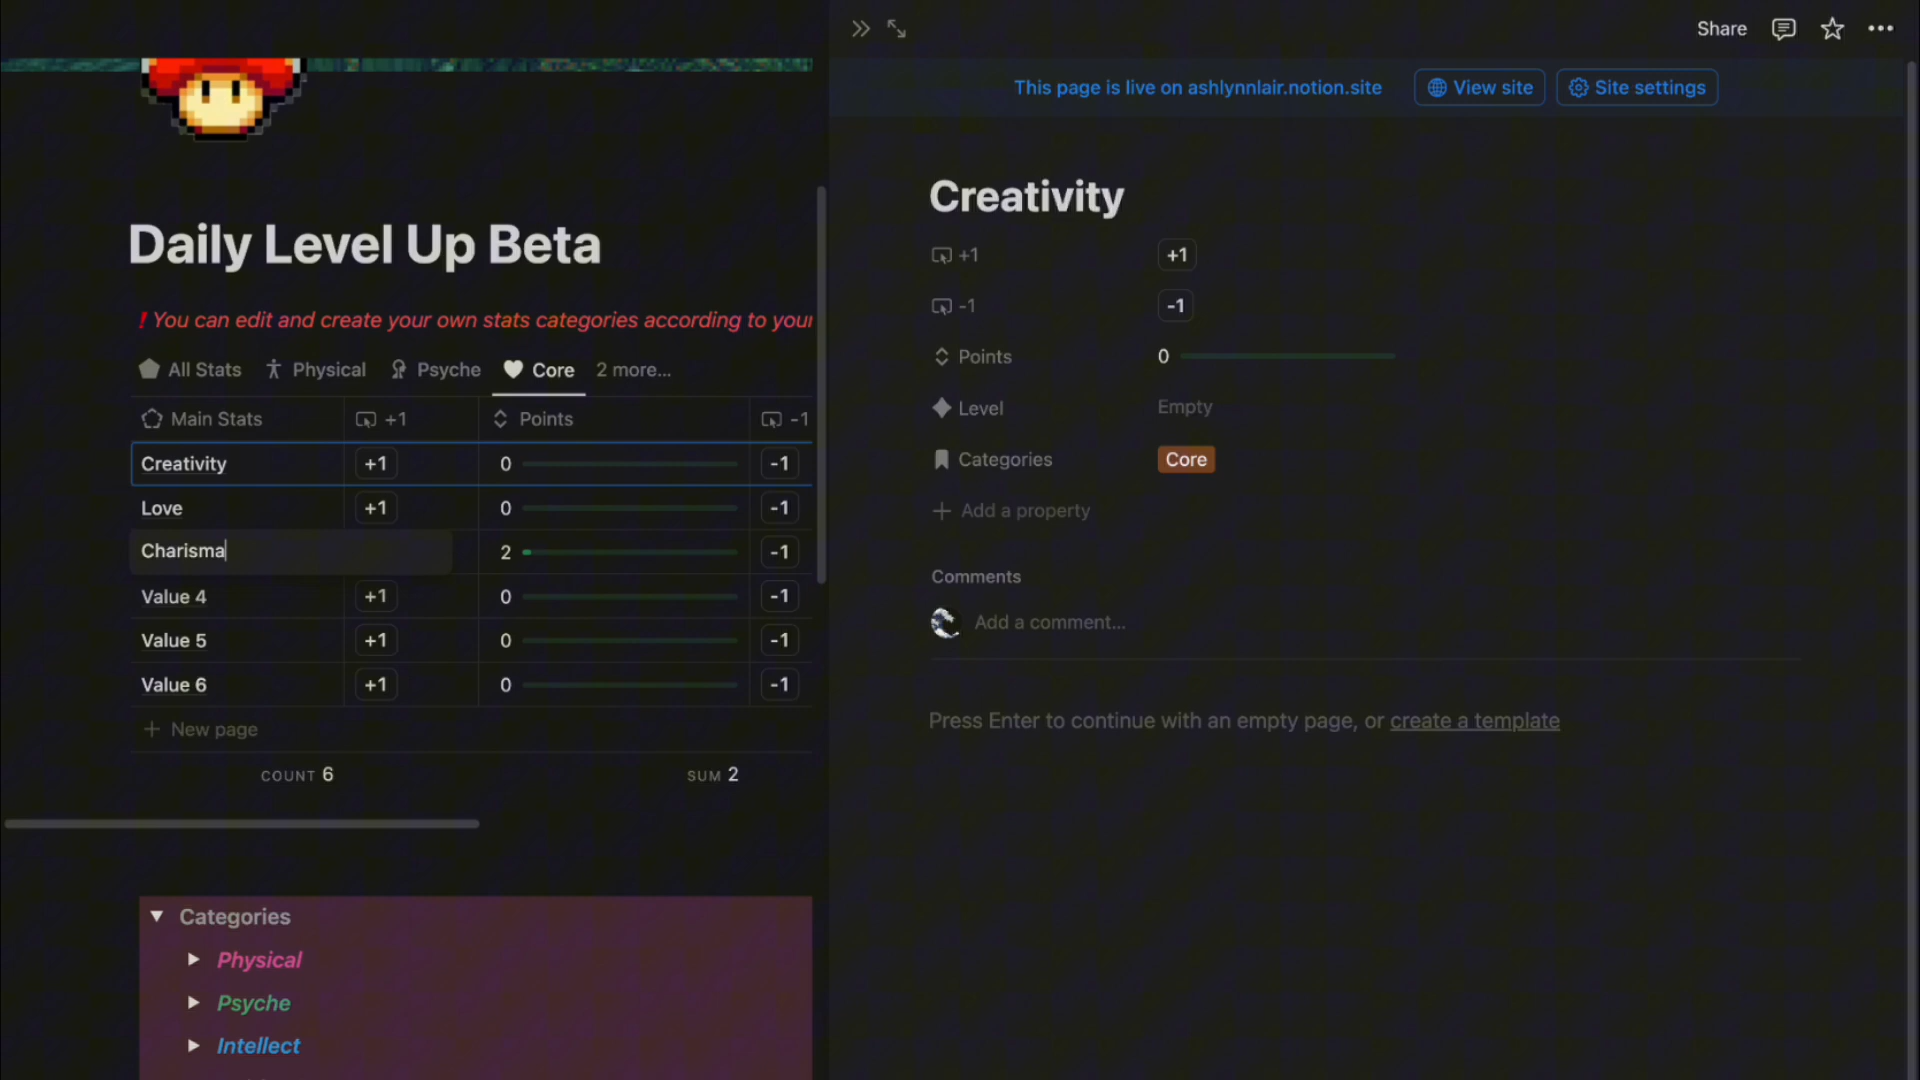 Share
This page is live on ashlynnlair.notion.site
View site
Site settings
Daily Level Up Beta
! You can edit and create your own stats categories according to your
All Stats Physical Psyche Core 2 more...
Main Stats +1 Points -1
Creativity +1 0 -1
Love +1 0 -1
Charisma 2 -1
Value 4 +1 0 -1
Value 5 +1 0 -1
Value 6 +1 0 -1
+ New page
COUNT 6 SUM 2
Categories
Physical
Psyche
Intellect
Creativity
+1 +1
-1 -1
Points 0
Level Empty
Categories Core
+ Add a property
Comments
Add a comment...
Press Enter to continue with an empty page, or create a template